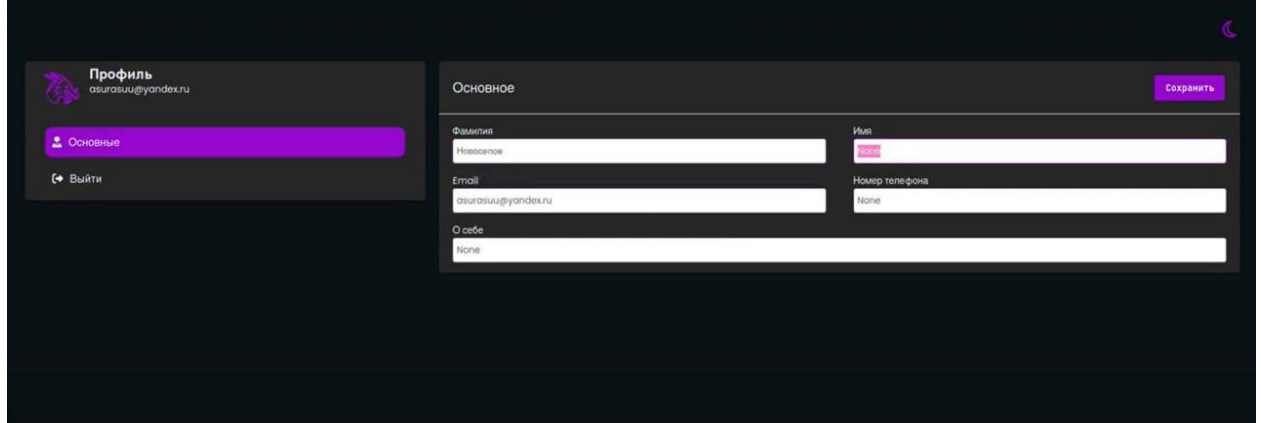 Профиль
asurasuu@yandex.ru
Основные
Выйти
Основное
Сохранить
Фамилия
Новоселов
Имя
None
Email
asurasuu@yandex.ru
Номер телефона
None
О себе
None